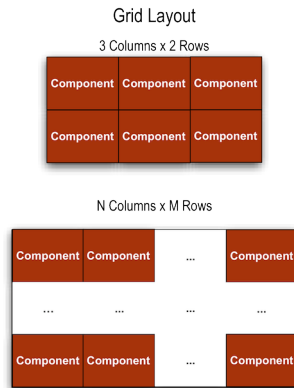 Grid Layout
3 Columns x 2 Rows
Component Component Component
Component Component Component
N Columns x M Rows
Component Component ... Component
... ... ... ...
Component Component ... Component